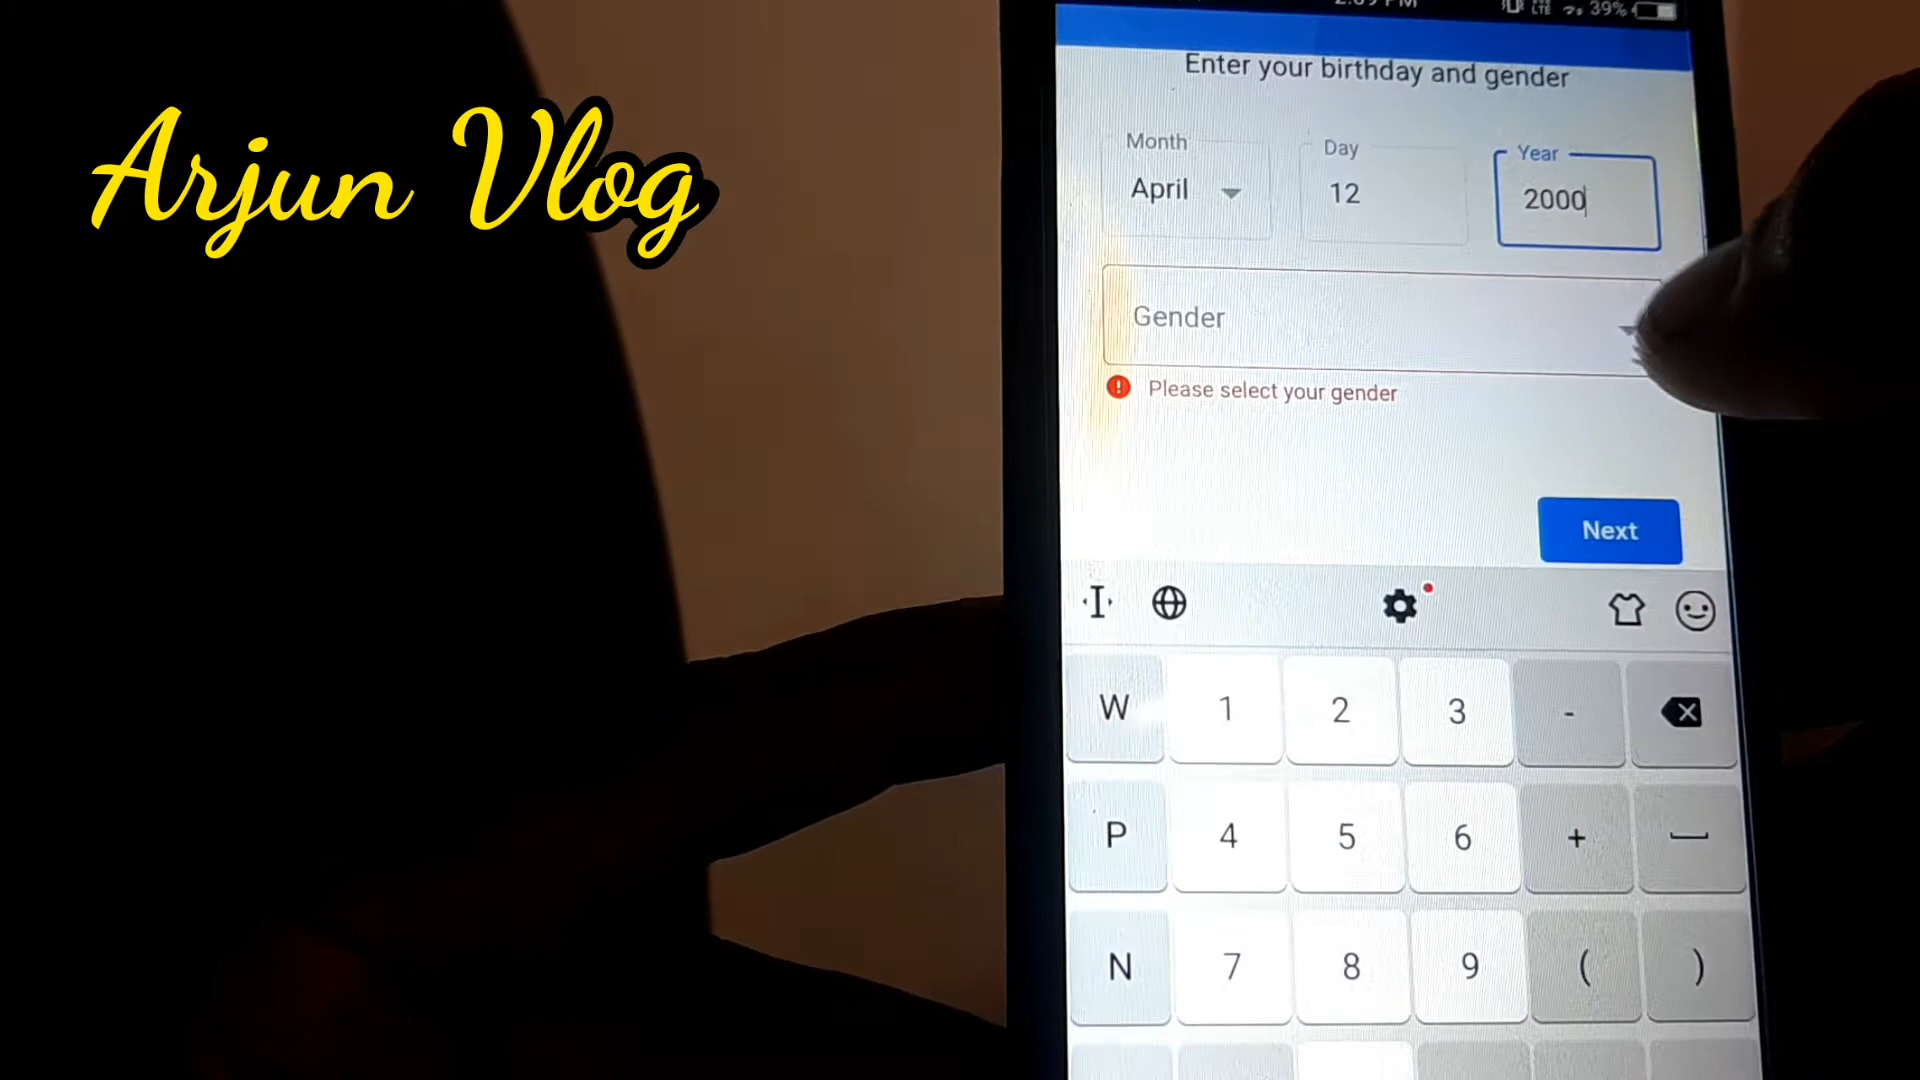 Arjun Vlog
39%
Enter your birthday and gender
Month
Day
Year
April
12
2000
Gender
Please select your gender
Next
W 1 2 3 -
P 4 5 6 +
N 7 8 9 ( )